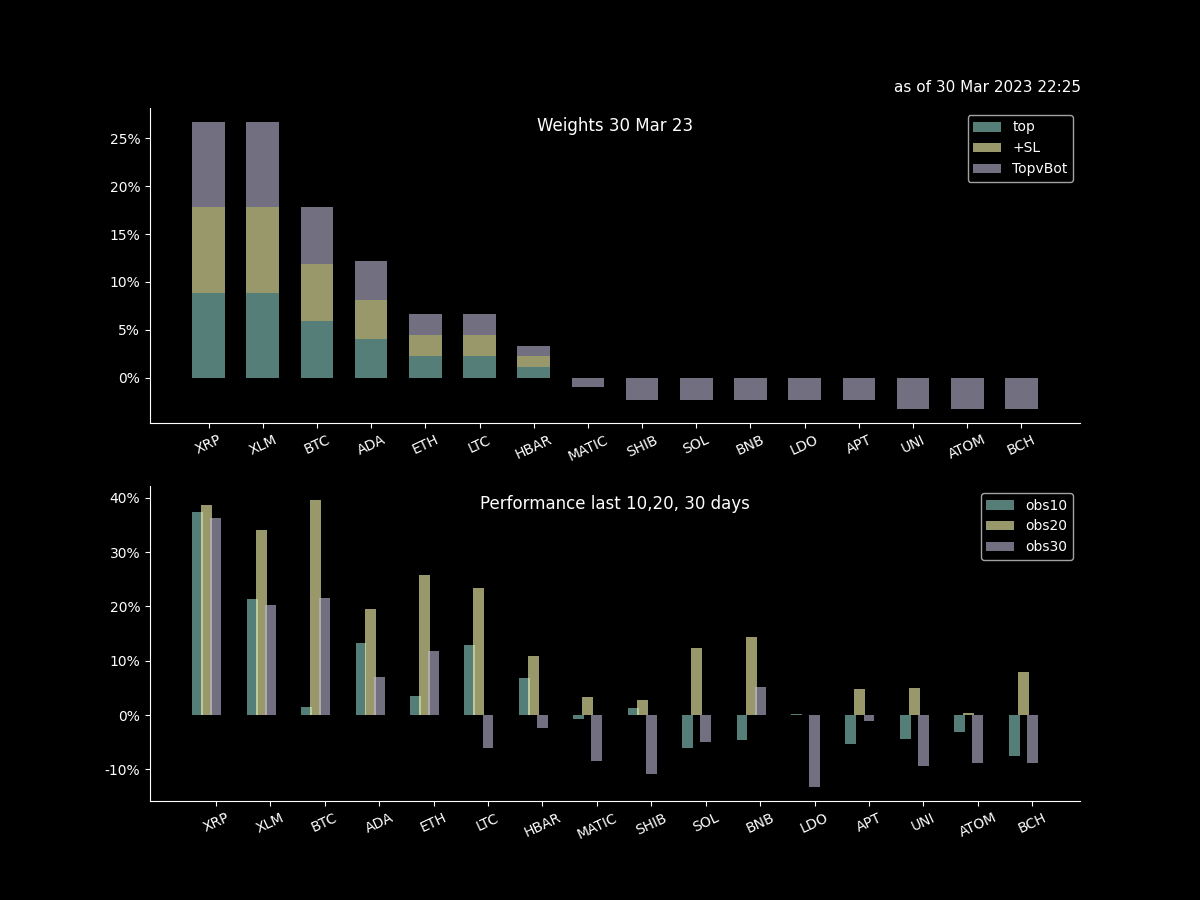 as of 30 Mar 2023 22:25
Weights 30 Mar 23
top
+SL
TopvBot
25%
20%
15%
10%
5%
0%
XRP XLM BTC ADA ETH LTC HBAR MATIC SHIB SOL BNB LDO APT UNI ATOM BCH
Performance last 10,20, 30 days
obs10
obs20
obs30
40%
30%
20%
10%
0%
-10%
XRP XLM BTC ADA ETH LTC HBAR MATIC SHIB SOL BNB LDO APT UNI ATOM BCH